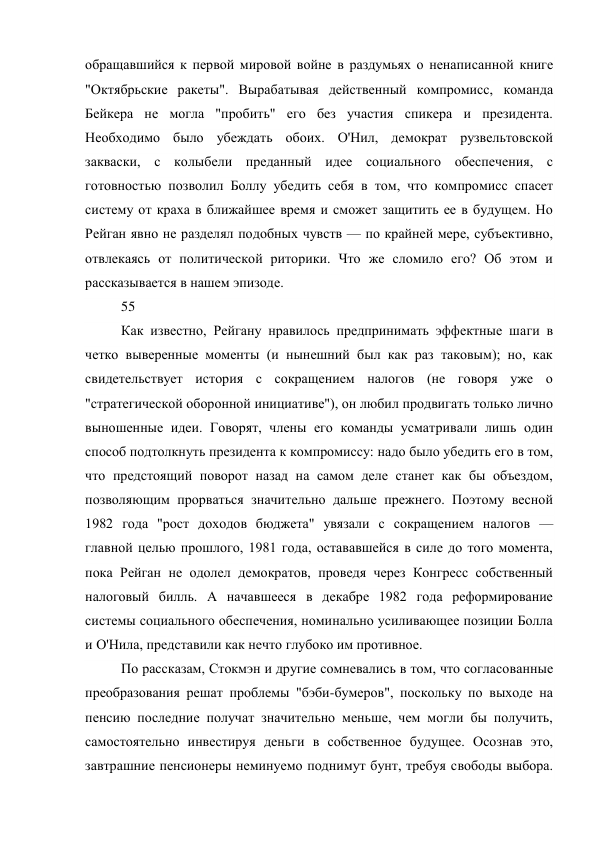 обращавшийся к первой мировой войне в раздумьях о ненаписанной книге
"Октябрьские ракеты". Вырабатывая действенный компромисс, команда
Бейкера не могла "пробить" его без участия спикера и президента.
Необходимо было убеждать обоих. О'Нил, демократ рузвельтовской
закваски, с колыбели преданный идее социального обеспечения, с
готовностью позволил Боллу убедить себя в том, что компромисс спасет
систему от краха в ближайшее время и сможет защитить ее в будущем. Но
Рейган явно не разделял подобных чувств — по крайней мере, субъективно,
отвлекаясь от политической риторики. Что же сломило его? Об этом и
рассказывается в нашем эпизоде.
55
Как известно, Рейгану нравилось предпринимать эффектные шаги в
четко выверенные моменты (и нынешний был как раз таковым); но, как
свидетельствует история с сокращением налогов (не говоря уже о
"стратегической оборонной инициативе"), он любил продвигать только лично
выношенные идеи. Говорят, члены его команды усматривали лишь один
способ подтолкнуть президента к компромиссу: надо было убедить его в том,
что предстоящий поворот назад на самом деле станет как бы объездом,
позволяющим прорваться значительно дальше прежнего. Поэтому весной
1982 года "рост доходов бюджета" увязали с сокращением налогов —
главной целью прошлого, 1981 года, остававшейся в силе до того момента,
пока Рейган не одолел демократов, проведя через Конгресс собственный
налоговый билль. А начавшееся в декабре 1982 года реформирование
системы социального обеспечения, номинально усиливающее позиции Болла
и О'Нила, представили как нечто глубоко им противное.
По рассказам, Стокмэн и другие сомневались в том, что согласованные
преобразования решат проблемы "бэби-бумеров", поскольку по выходе на
пенсию последние получат значительно меньше, чем могли бы получить,
самостоятельно инвестируя деньги в собственное будущее. Осознав это,
завтрашние пенсионеры неминуемо поднимут бунт, требуя свободы выбора.